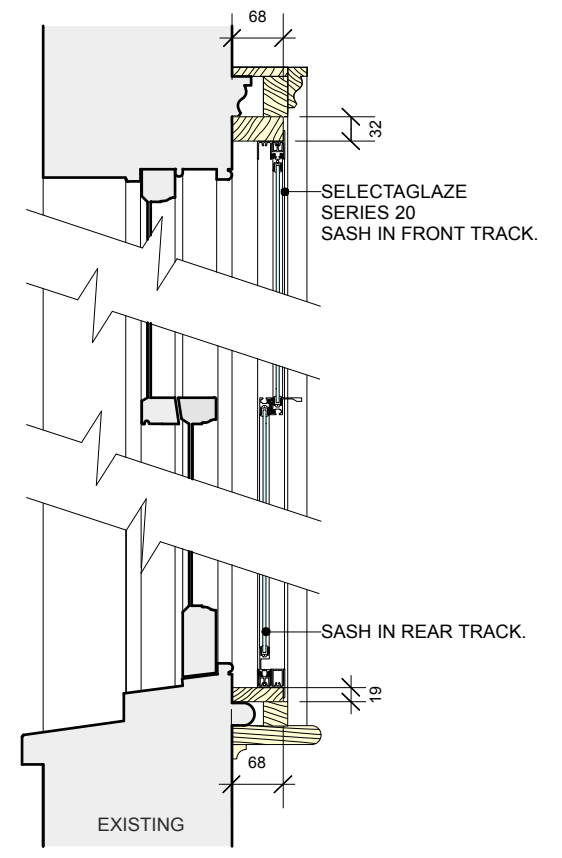 68
32
SELECTAGLAZE
SERIES 20
SASH IN FRONT TRACK.
SASH IN REAR TRACK.
19
68
EXISTING